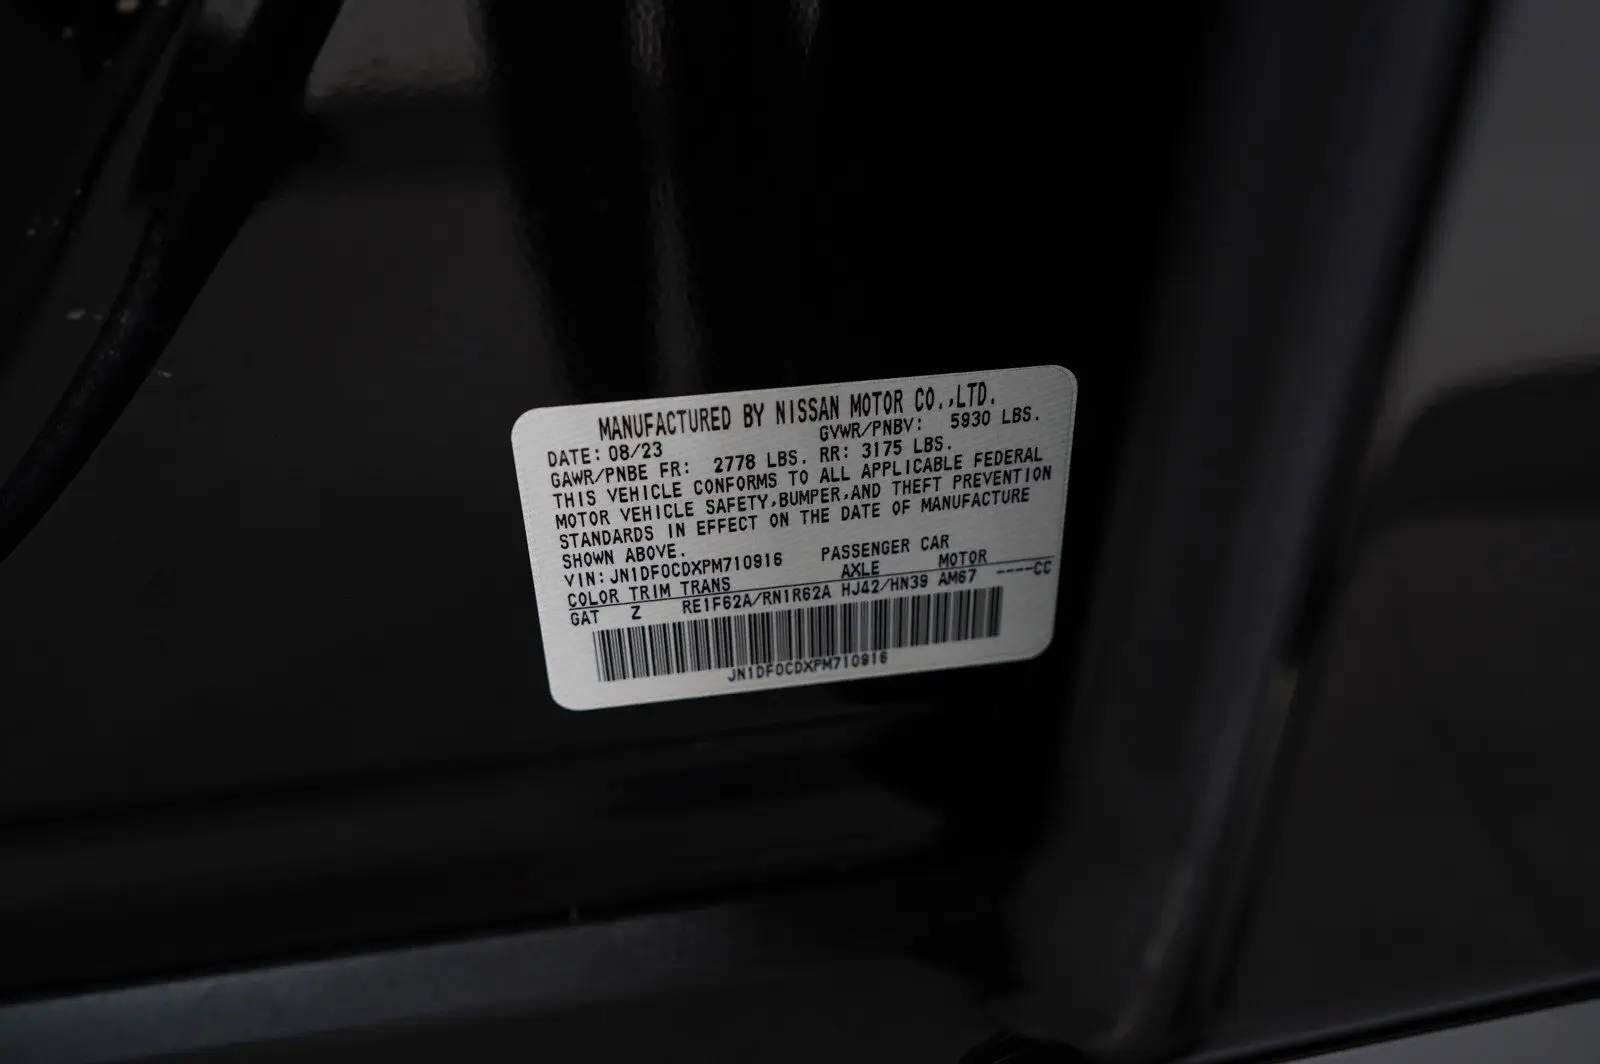 MANUFACTURED BY NISSAN MOTOR CO.,LTD.
DATE: 08/23 GVWR/PNBV: 5930 LBS.
GAWR/PNBE FR: 2778 LBS. RR: 3175 LBS.
THIS VEHICLE CONFORMS TO ALL APPLICABLE FEDERAL
MOTOR VEHICLE SAFETY,BUMPER,AND THEFT PREVENTION
STANDARDS IN EFFECT ON THE DATE OF MANUFACTURE
SHOWN ABOVE.
VIN: JN1DF0CDXPM710916 PASSENGER CAR
COLOR TRIM TRANS AXLE MOTOR
GAT Z RE1F62A/RN1R62A HJ42/HN39 AM67 ----CC
JN1DF0CDXPM710916